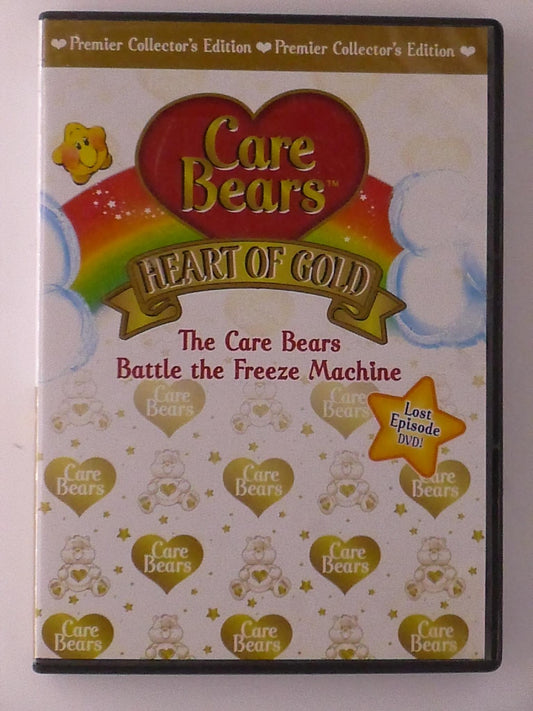 Premier Collector's Edition ❤ Premier Collector's Edition
Care
Bears™
HEART OF GOLD
The Care Bears
Battle the Freeze Machine
Lost
Episode
DVD!
Care
Bears
Care
Bears
Care
Bears
Care
Bears
Care
Bears
Care
Bears
Care
Bears
Care
Bears
Care
Bears
Care
Bears